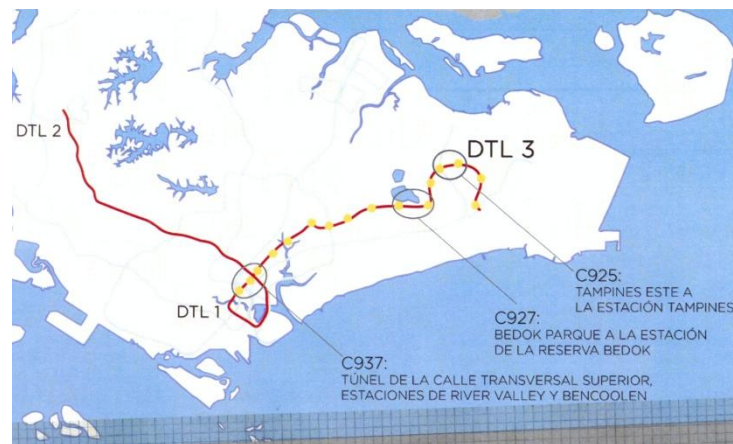 DTL 2
DTL 3
DTL 1
C925:
TAMPINES ESTE A
LA ESTACIÓN TAMPINES
C927:
BEDOK PARQUE A LA ESTACIÓN
DE LA RESERVA BEDOK
C937:
TÚNEL DE LA CALLE TRANSVERSAL SUPERIOR,
ESTACIONES DE RIVER VALLEY Y BENCOOLEN